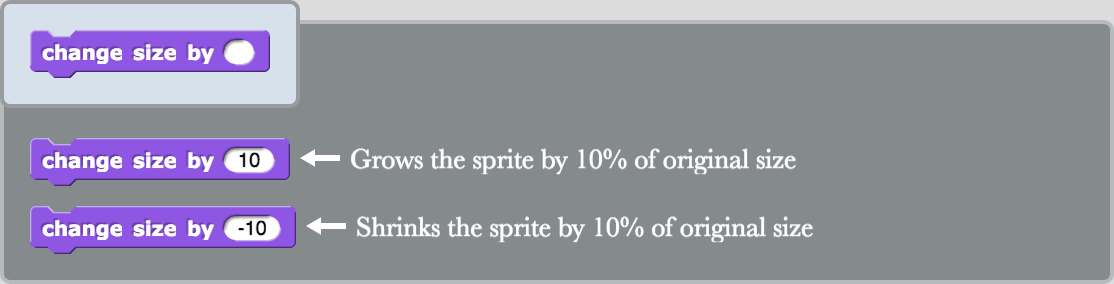 change size by
change size by 10 Grows the sprite by 10% of original size
change size by -10 Shrinks the sprite by 10% of original size